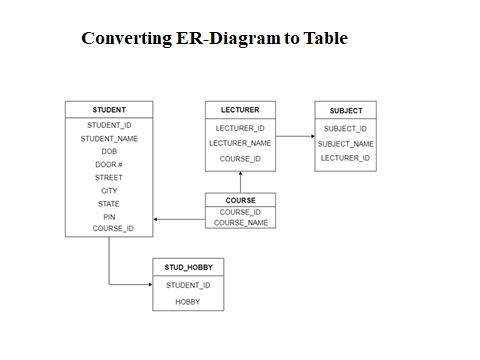 Converting ER-Diagram to Table
STUDENT
STUDENT_ID
STUDENT_NAME
DOB
DOOR #
STREET
CITY
STATE
PIN
COURSE_ID
LECTURER
LECTURER_ID
LECTURER_NAME
COURSE_ID
SUBJECT
SUBJECT_ID
SUBJECT_NAME
LECTURER_ID
COURSE
COURSE_ID
COURSE_NAME
STUD_HOBBY
STUDENT_ID
HOBBY